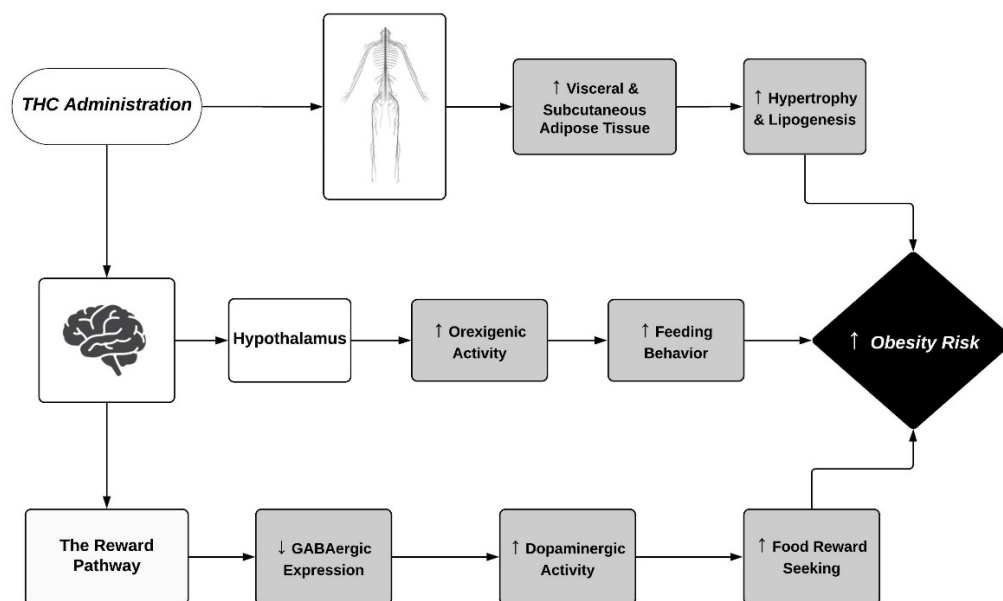 THC Administration
↑ Visceral &
Subcutaneous
Adipose Tissue
↑ Hypertrophy
& Lipogenesis
Hypothalamus
↑ Orexigenic
Activity
↑ Feeding
Behavior
↑ Obesity Risk
The Reward
Pathway
↓ GABAergic
Expression
↑ Dopaminergic
Activity
↑ Food Reward
Seeking